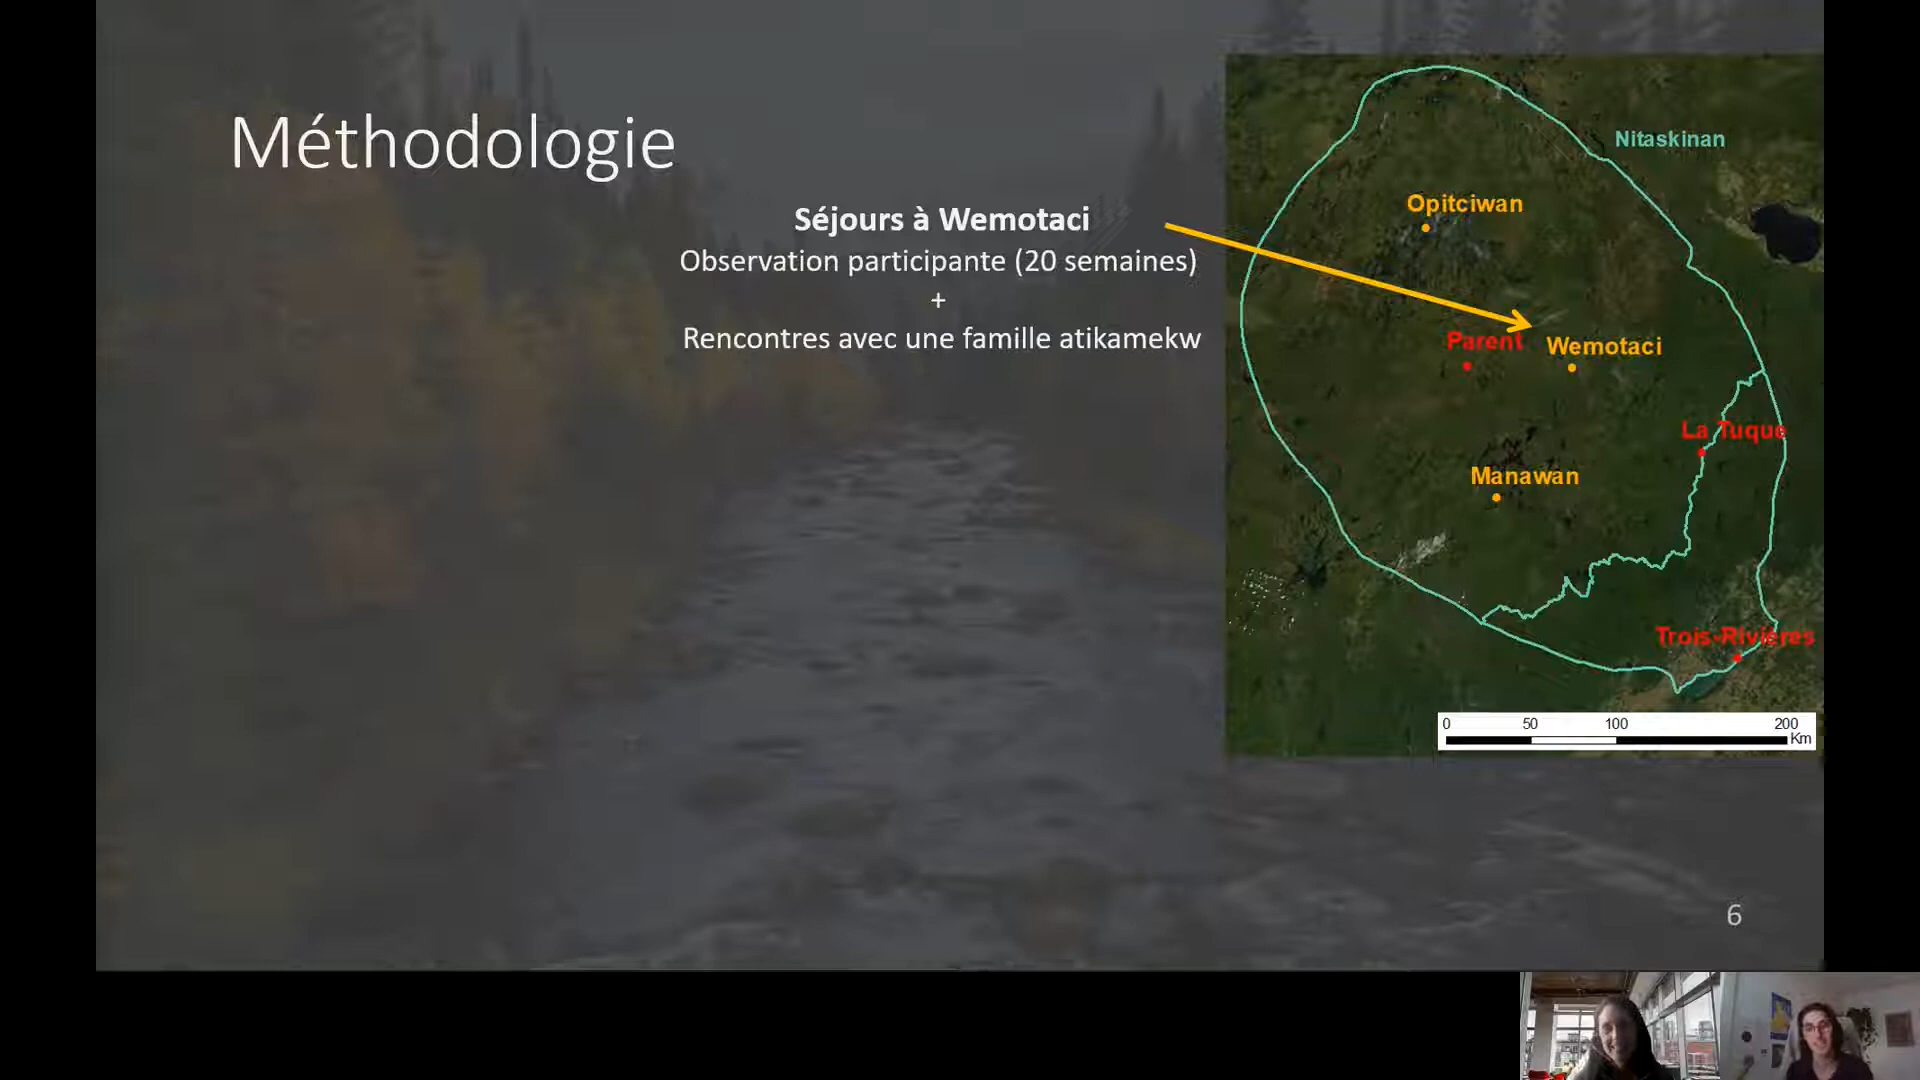 Méthodologie
Séjours à Wemotaci
Observation participante (20 semaines)
+
Rencontres avec une famille atikamekw
Nitaskinan
Opitciwan
Parent
Wemotaci
La Tuque
Manawan
Trois-Rivières
0 50 100 200
Km
6